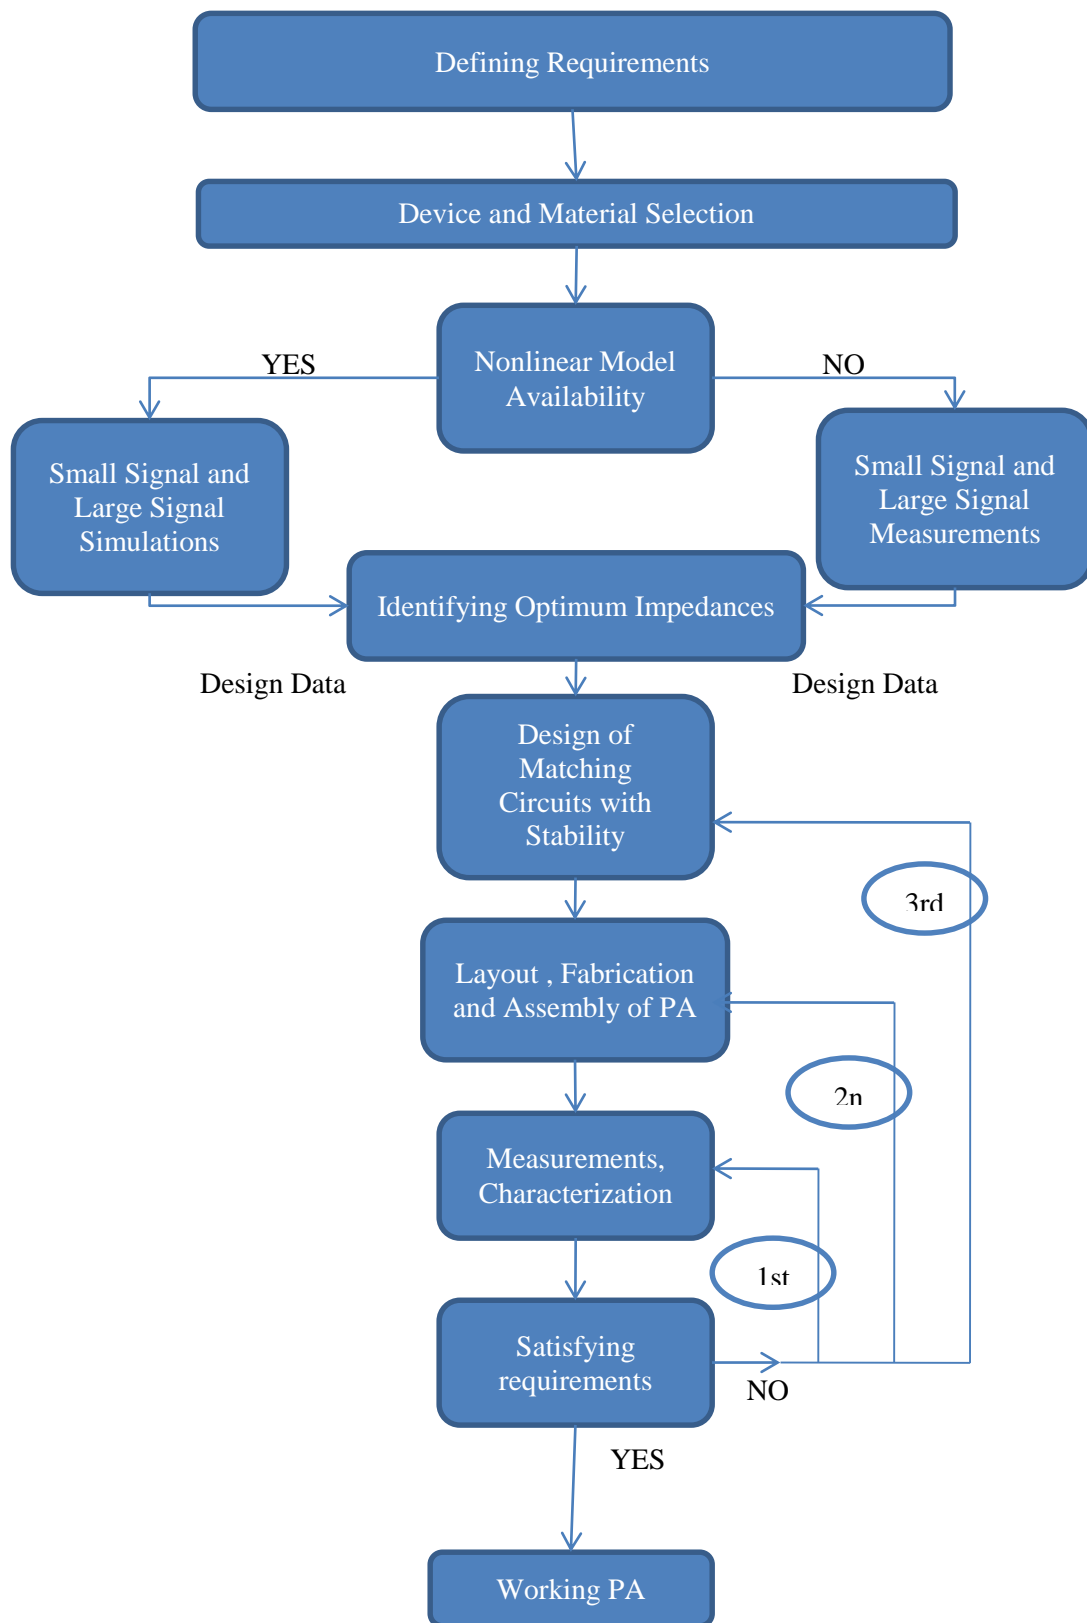 Defining Requirements
Device and Material Selection
YES
Nonlinear Model
Availability
NO
Small Signal and
Large Signal
Simulations
Small Signal and
Large Signal
Measurements
Identifying Optimum Impedances
Design Data
Design Data
Design of
Matching
Circuits with
Stability
3rd
Layout , Fabrication
and Assembly of PA
2n
Measurements,
Characterization
1st
Satisfying
requirements
NO
YES
Working PA